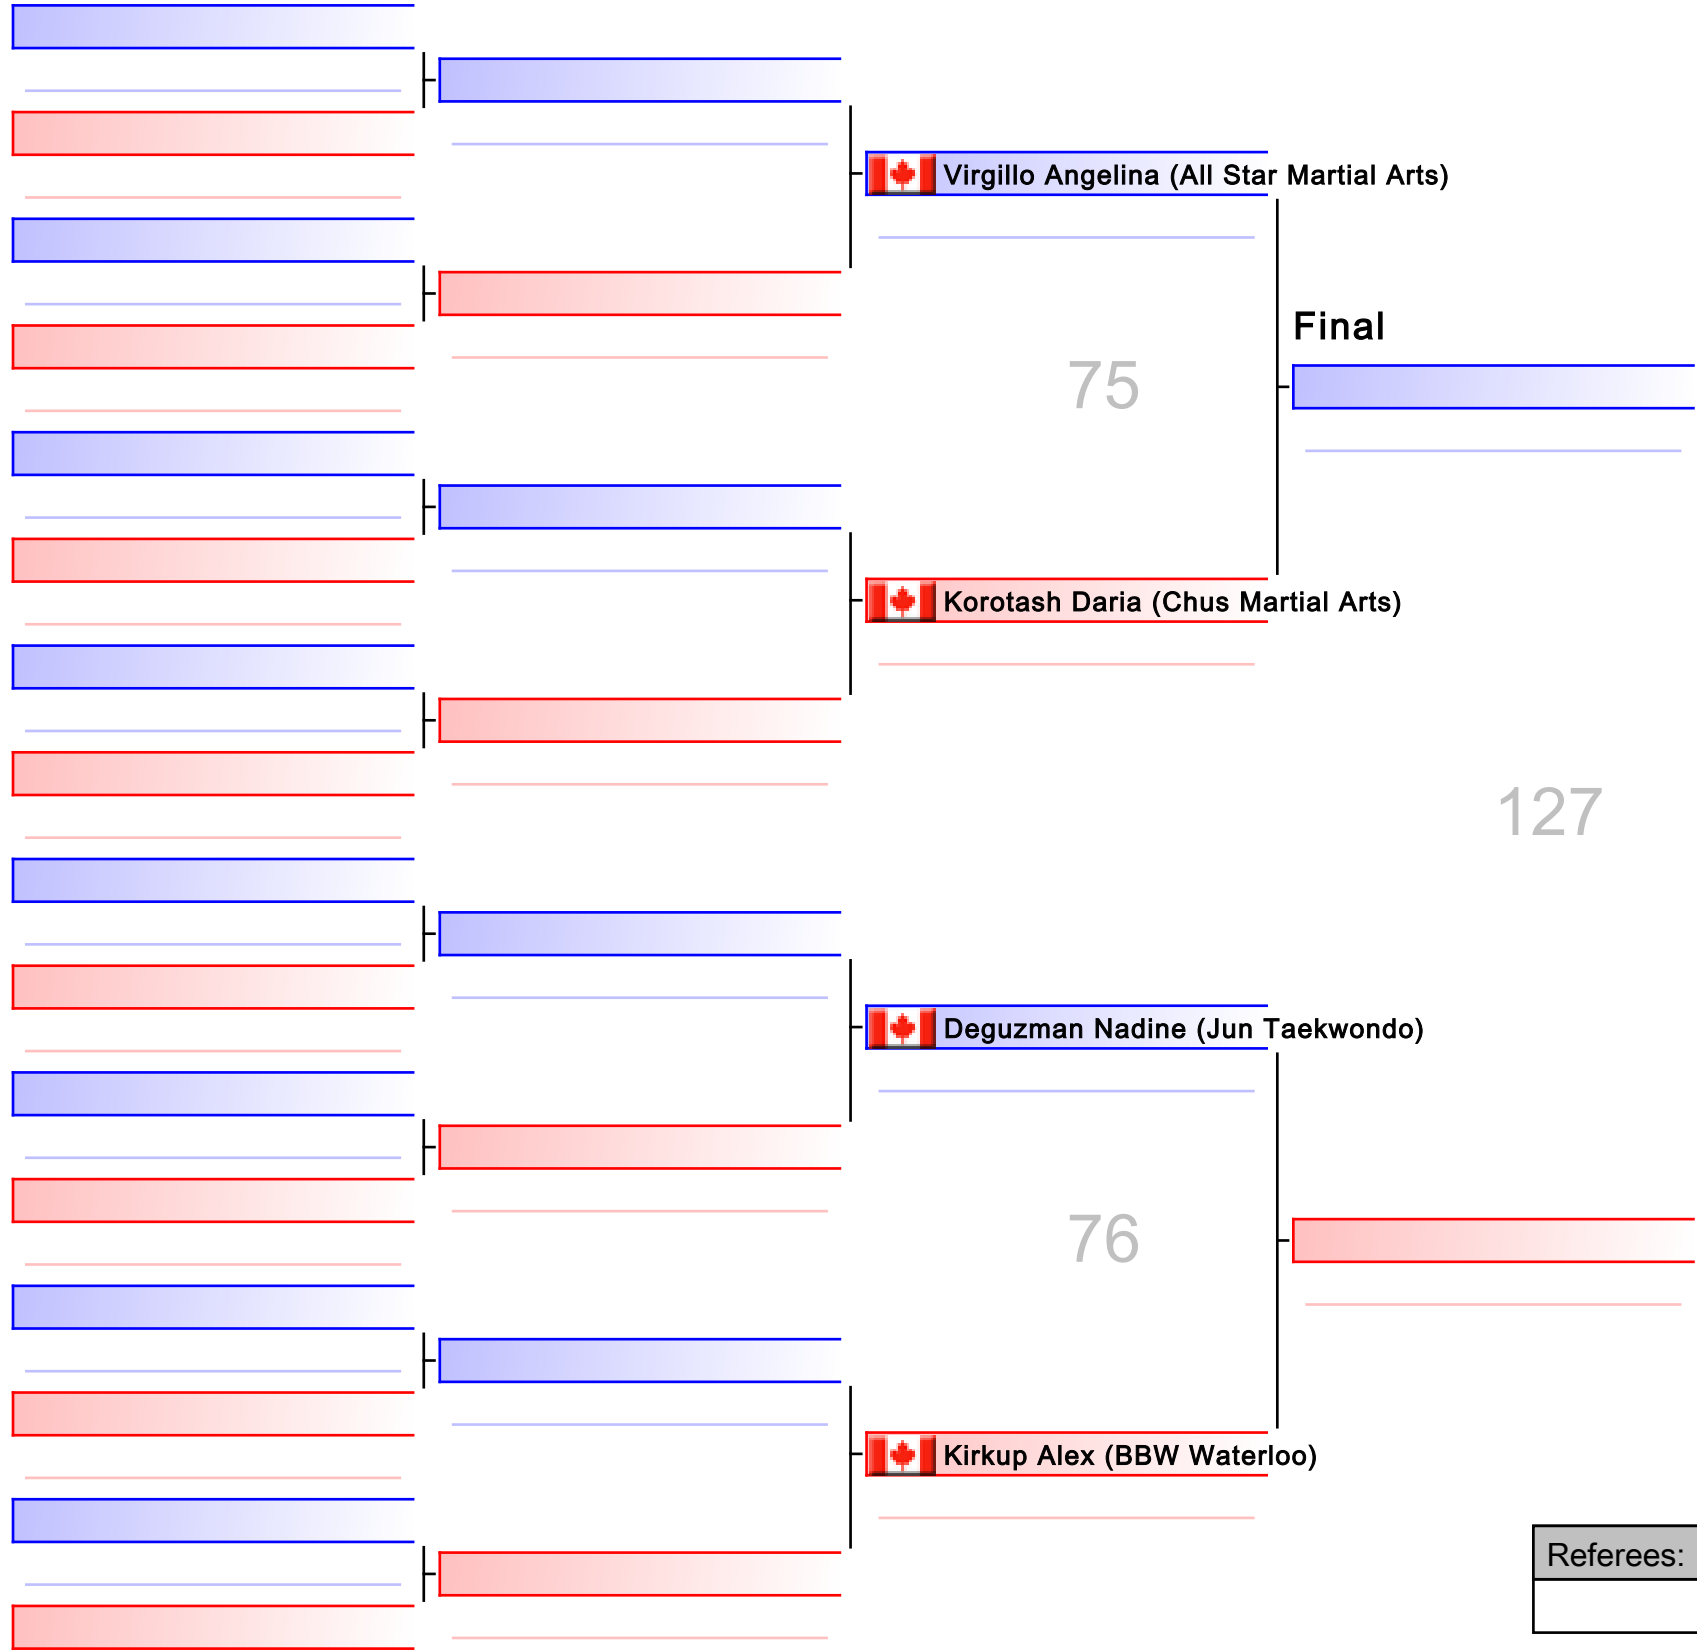 Virgillo Angelina (All Star Martial Arts)
Final
75
Korotash Daria (Chus Martial Arts)
127
Deguzman Nadine (Jun Taekwondo)
76
Kirkup Alex (BBW Waterloo)
Referees: